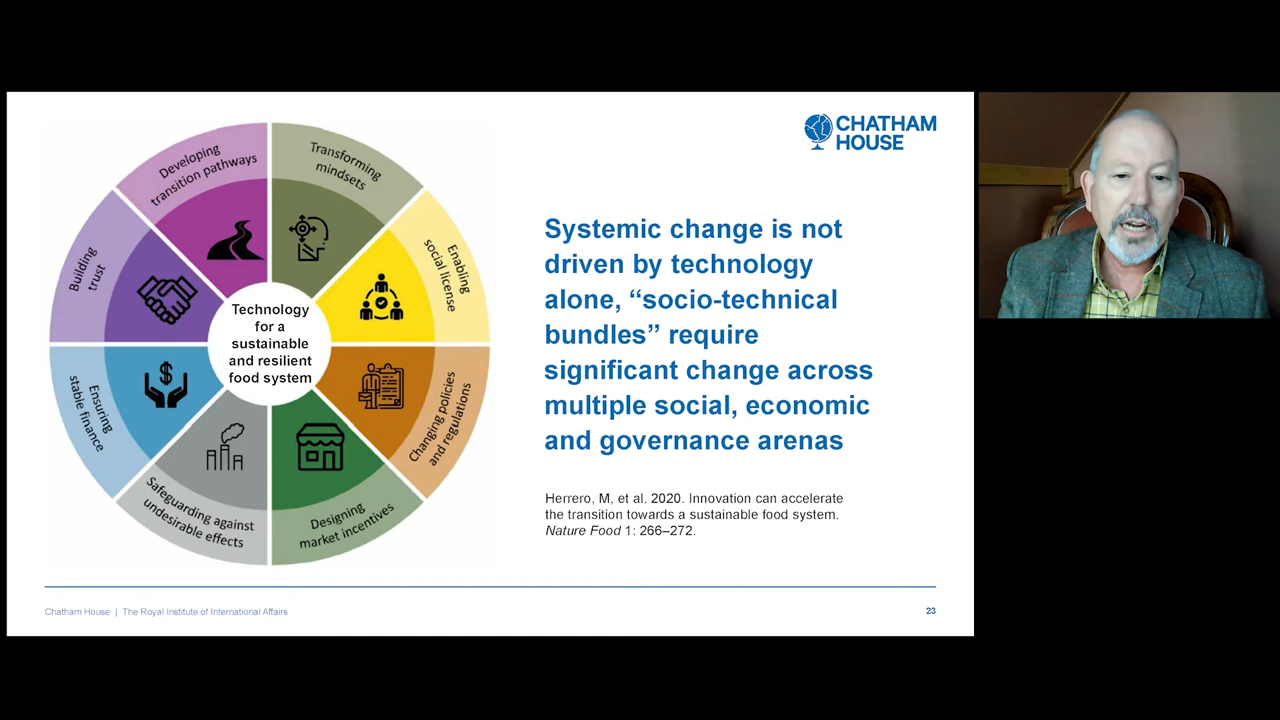 CHATHAM
HOUSE
Developing
transition pathways
Transforming
mindsets
Enabling
social license
Changing policies
and regulations
Designing
market incentives
Safeguarding against
undesirable effects
Ensuring
stable finance
Building
trust
Technology
for a
sustainable
and resilient
food system
$
Systemic change is not
driven by technology
alone, “socio-technical
bundles” require
significant change across
multiple social, economic
and governance arenas
Herrero, M, et al. 2020. Innovation can accelerate
the transition towards a sustainable food system.
Nature Food 1: 266–272.
Chatham House | The Royal Institute of International Affairs
23